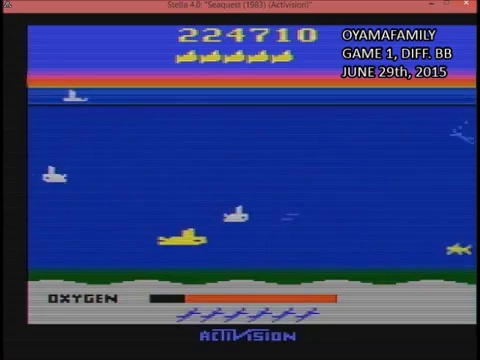 Stella 4.0: "Seaquest (1983) (Activision)"
224710
OYAMAFAMILY
GAME 1, DIFF. BB
JUNE 29th, 2015
OXYGEN
ACTIVISION